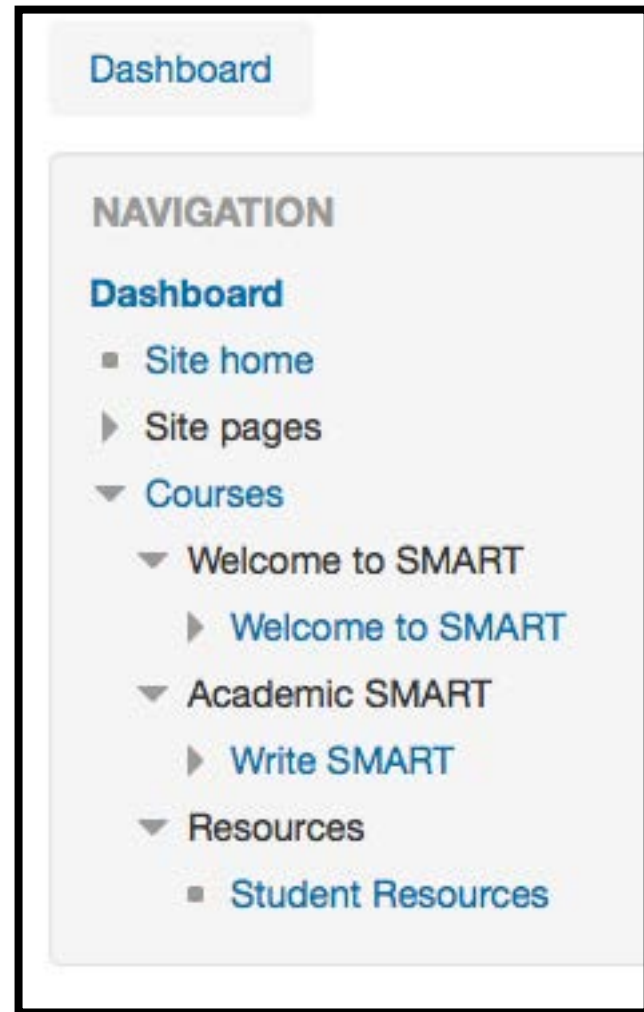 Dashboard
NAVIGATION
Dashboard
Site home
Site pages
Courses
Welcome to SMART
Welcome to SMART
Academic SMART
Write SMART
Resources
Student Resources